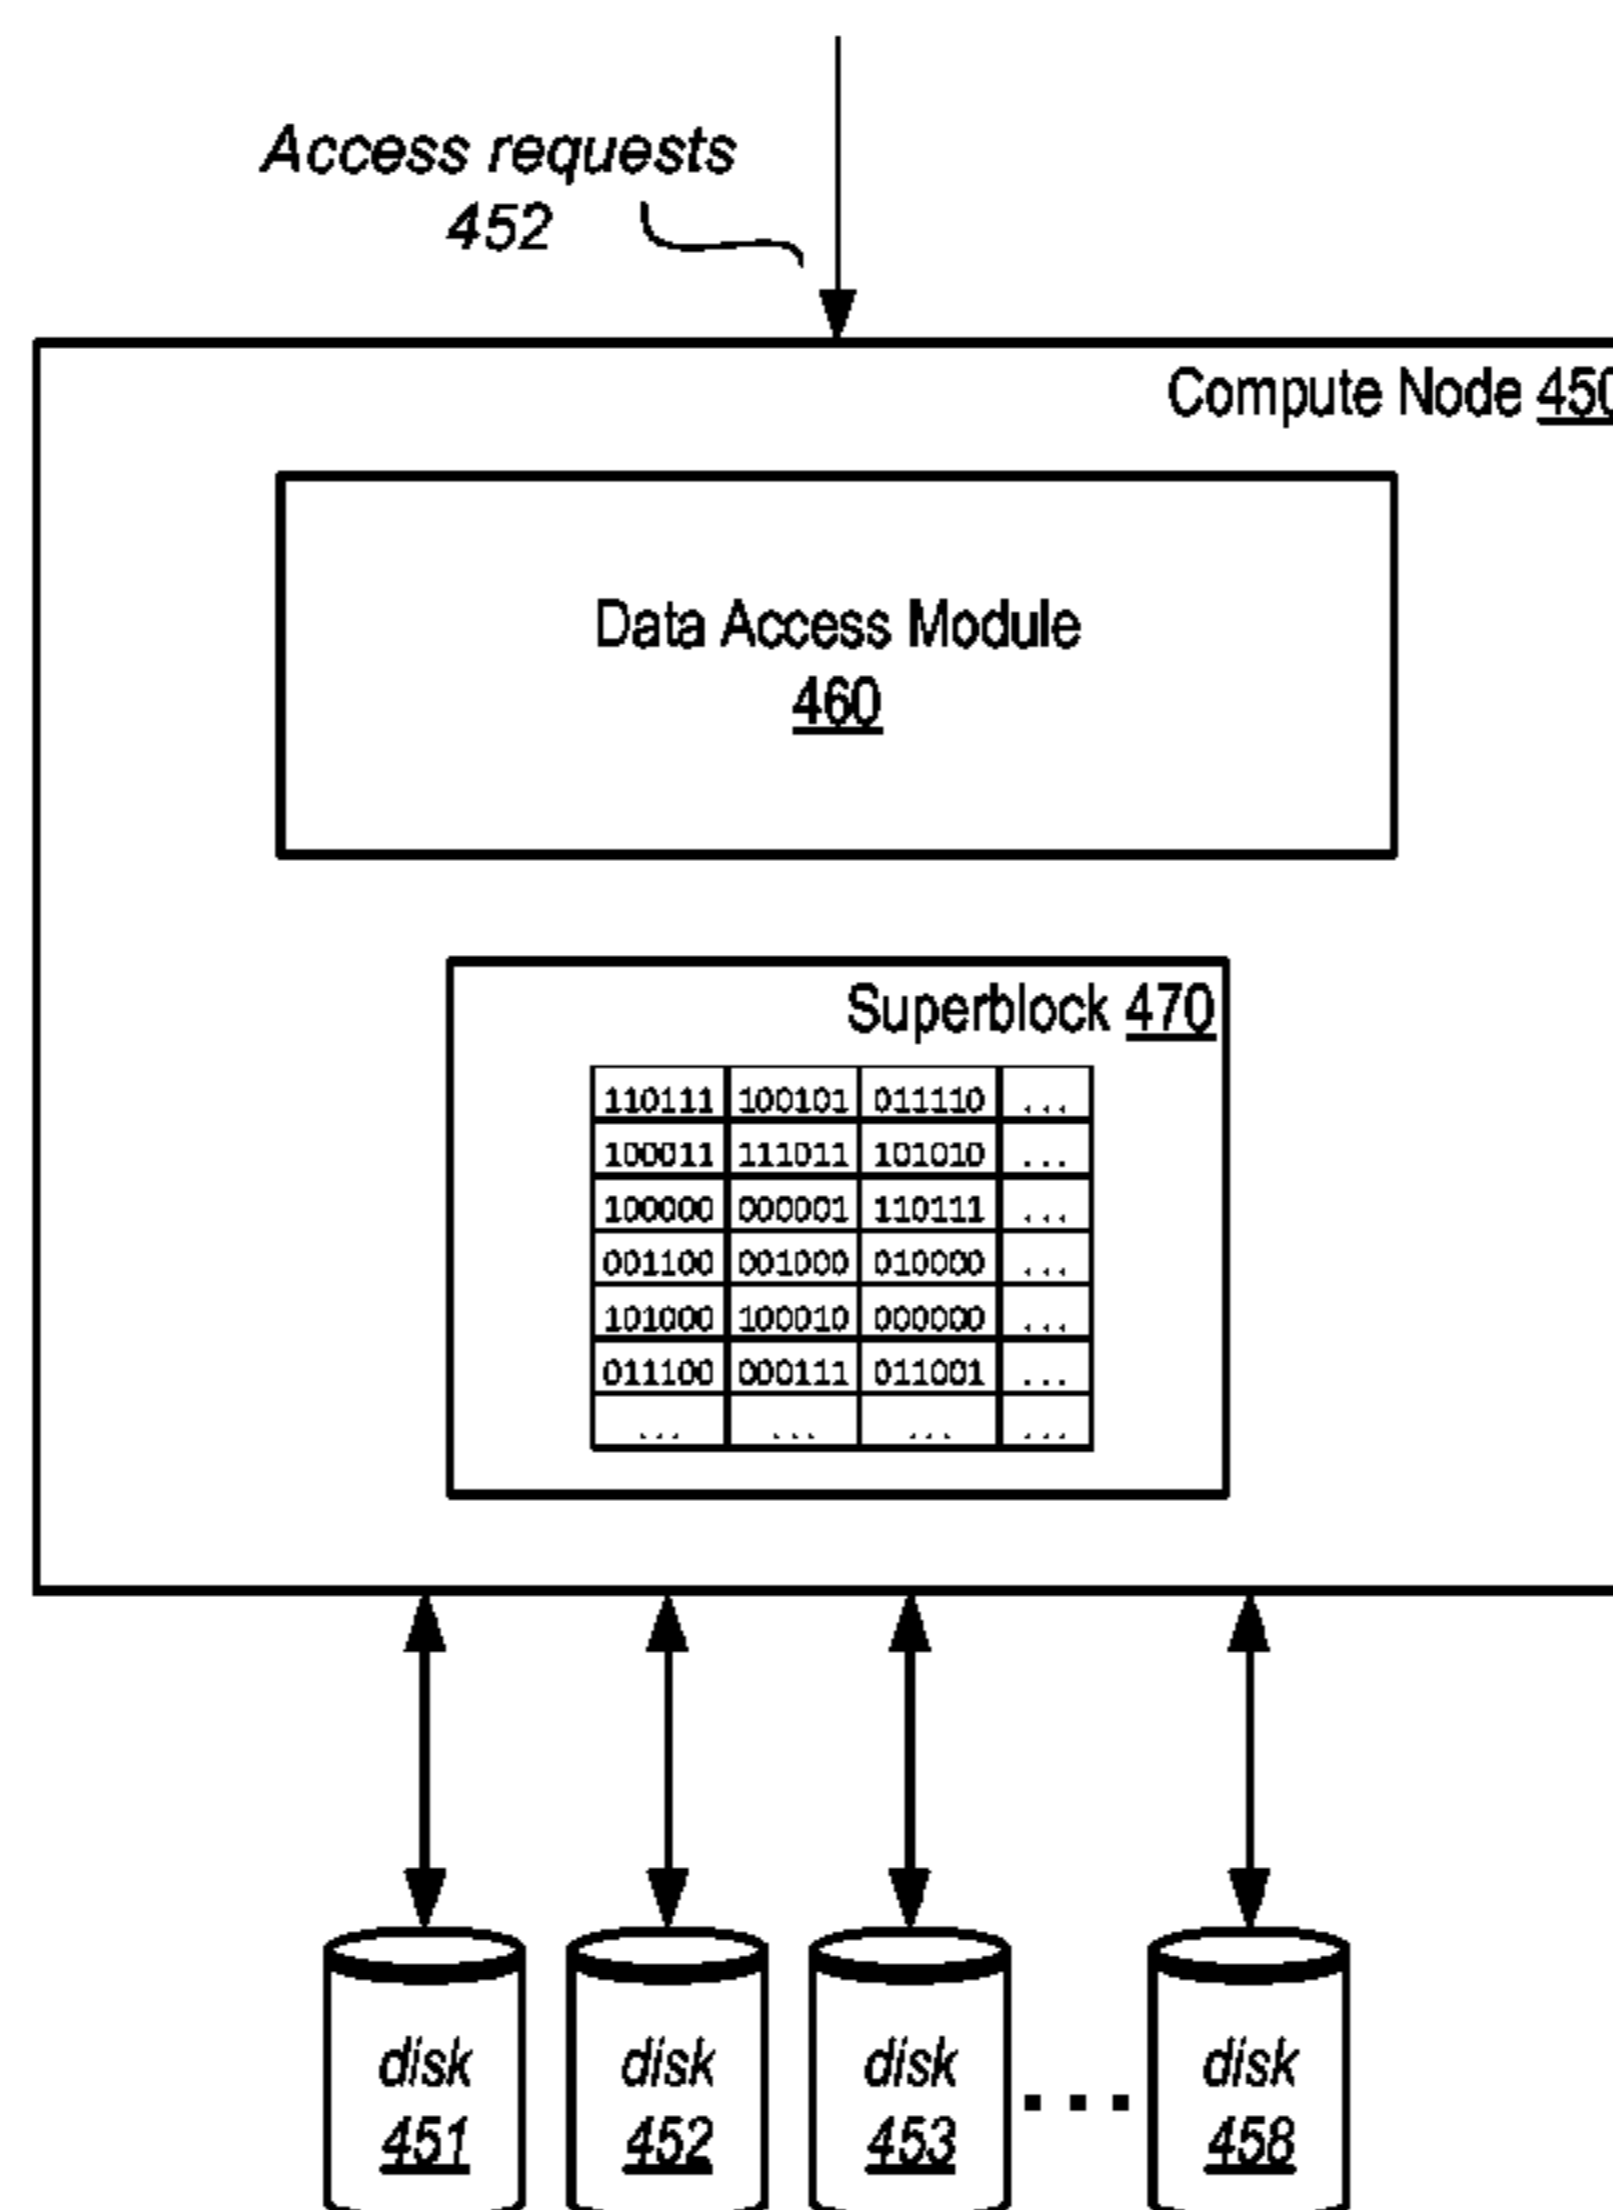 Access requests
452
Compute Node 450
Data Access Module
460
Superblock 470
110111 100101 011110 ...
100011 111011 101010 ...
100000 000001 110111 ...
001100 001000 010000 ...
101000 100010 000000 ...
011100 000111 011001 ...
... ... ... ...
disk disk disk ... disk
451 452 453 458